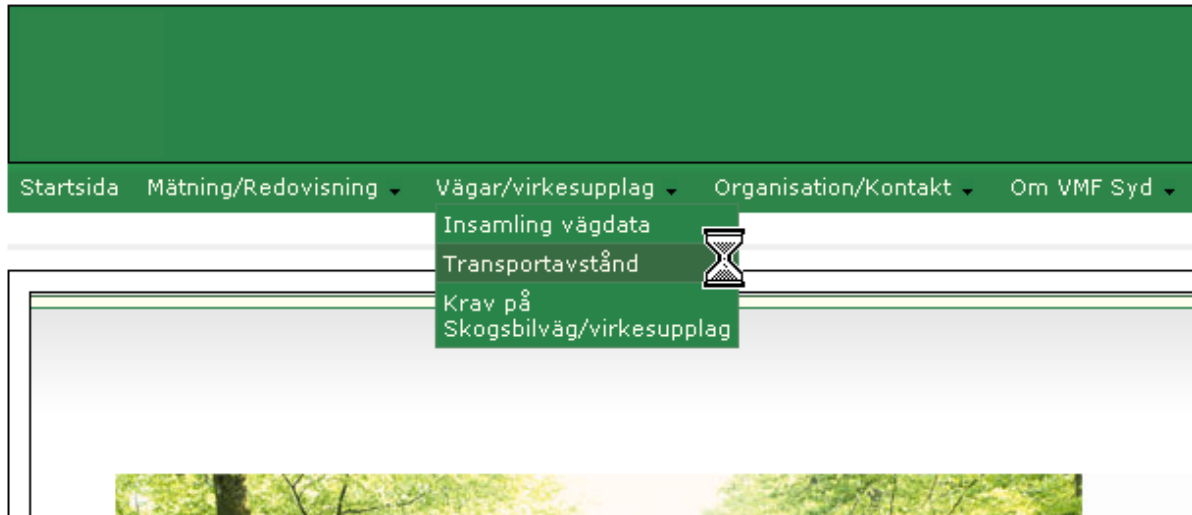 Startsida Mätning/Redovisning Vägar/virkesupplag Organisation/Kontakt Om VMF Syd
Insamling vägdata
Transportavstånd
Krav på
Skogsbilväg/virkesupplag